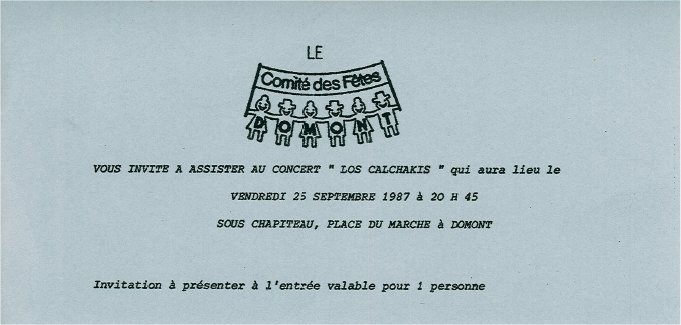 LE
Comité des Fêtes
DOMONT
VOUS INVITE A ASSISTER AU CONCERT " LOS CALCHAKIS " qui aura lieu le
VENDREDI 25 SEPTEMBRE 1987 à 20 H 45
SOUS CHAPITEAU, PLACE DU MARCHE à DOMONT
Invitation à présenter à l'entrée valable pour 1 personne